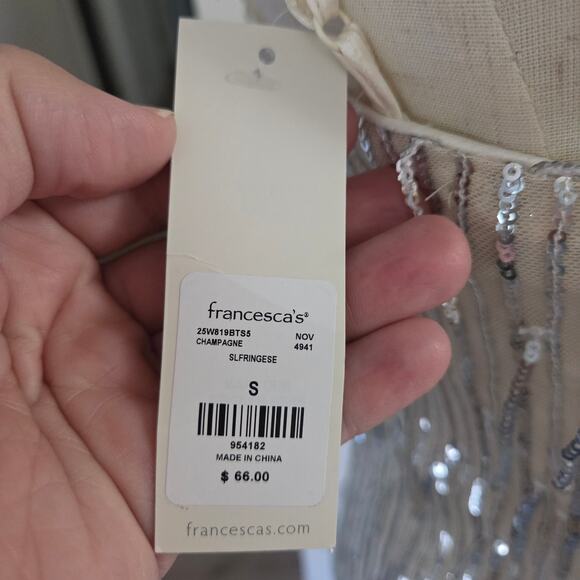 francesca's®
25W819BTS5 NOV
CHAMPAGNE 4941
SLFRINGESE
S
954182
MADE IN CHINA
$ 66.00
francescas.com